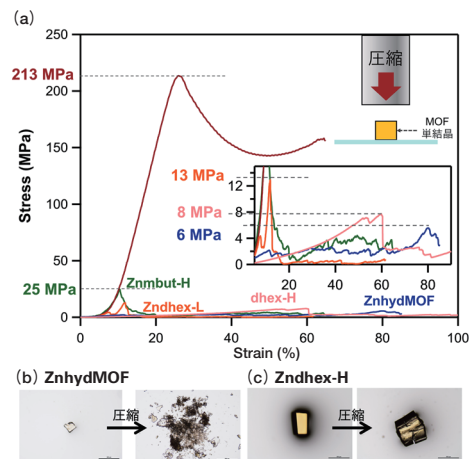 (a)
250
200
150
100
50
0
Stress (MPa)
213 MPa
25 MPa
Znmbut-H
Zndhex-L
dhex-H
ZnhydMOF
圧縮
MOF
単結晶
13 MPa
8 MPa
6 MPa
12
8
4
0
20
40
60
80
0
20
40
60
80
100
Strain (%)
(b) ZnhydMOF
圧縮
(c) Zndhex-H
圧縮